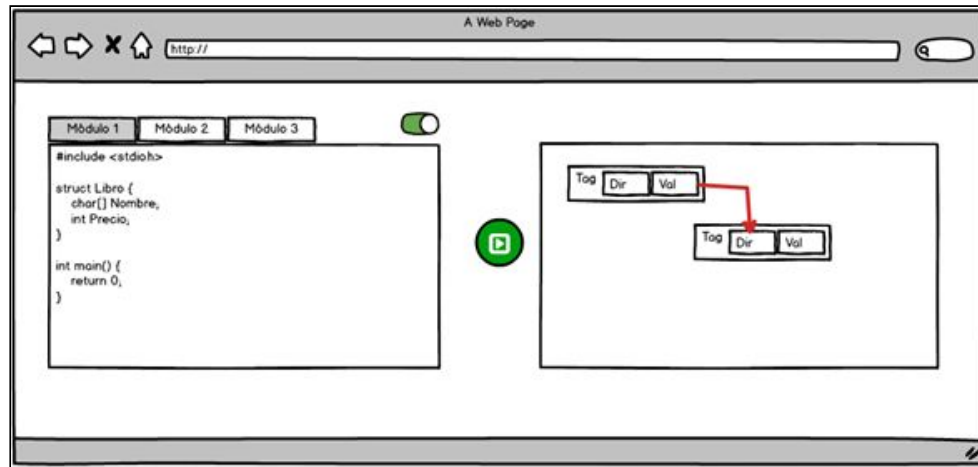 A Web Page
http://
Módulo 1 Módulo 2 Módulo 3
#include <stdioh>
struct Libro {
char[] Nombre;
int Precio;
}
int main() {
return 0;
}
Tag Dir Val
Tag Dir Val